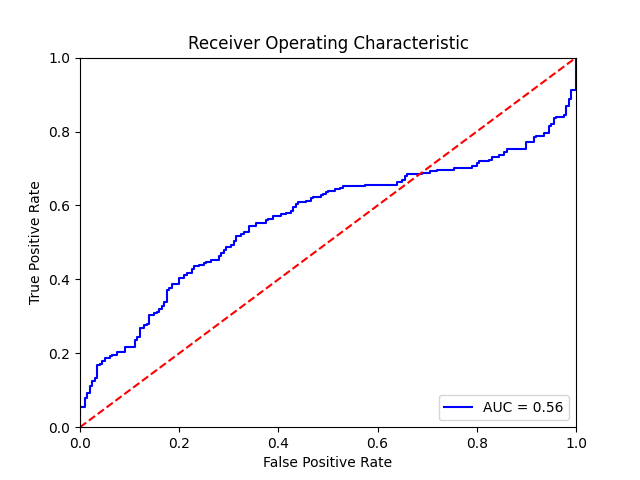 Receiver Operating Characteristic
True Positive Rate
1.0
0.8
0.6
0.4
0.2
0.0
AUC = 0.56
0.0 0.2 0.4 0.6 0.8 1.0
False Positive Rate